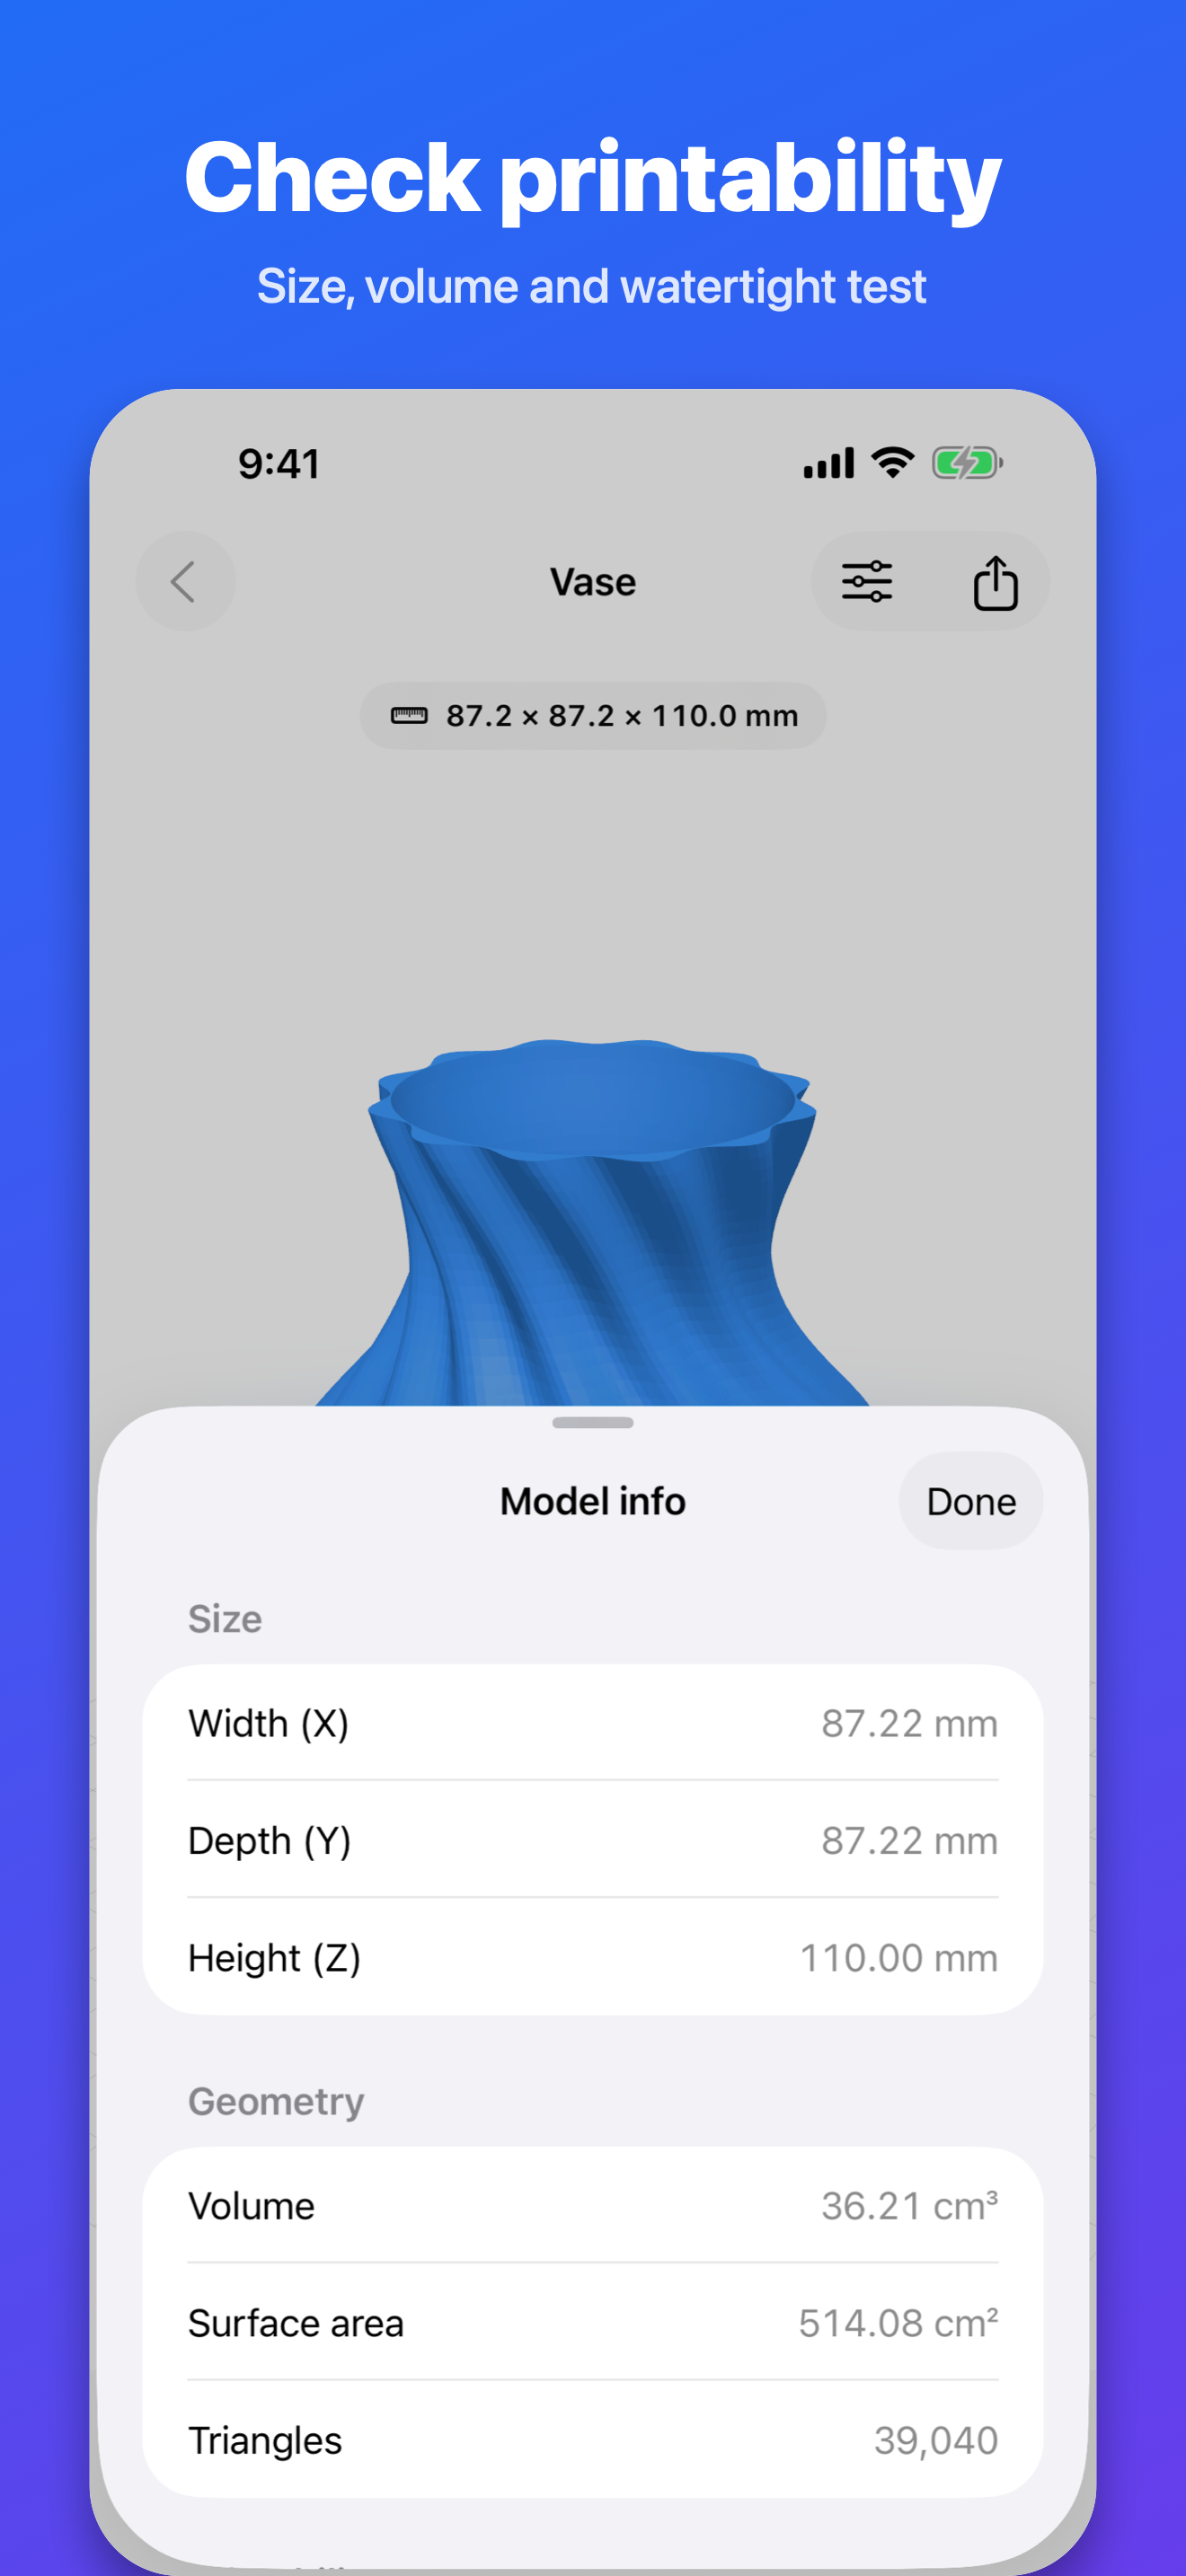 Check printability
Size, volume and watertight test
9:41
Vase
87.2 × 87.2 × 110.0 mm
Model info
Done
Size
Width (X) 87.22 mm
Depth (Y) 87.22 mm
Height (Z) 110.00 mm
Geometry
Volume 36.21 cm³
Surface area 514.08 cm²
Triangles 39,040